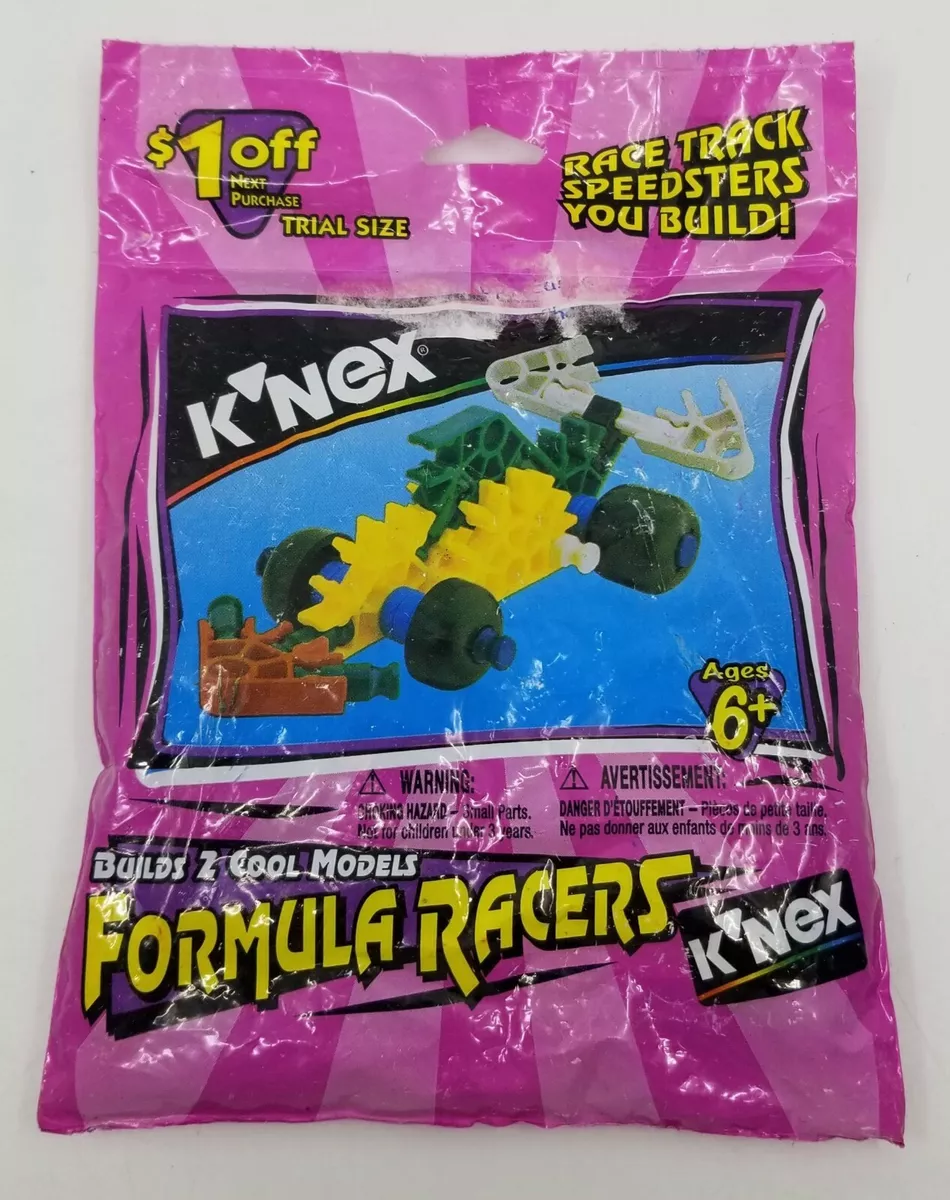 $1 off
NEXT
PURCHASE
TRIAL SIZE
RACE TRACK
SPEEDSTERS
YOU BUILD!
K'NEX®
Ages
6+
WARNING:
CHOKING HAZARD – Small Parts.
Not for children under 3 years.
AVERTISSEMENT:
DANGER D'ÉTOUFFEMENT – Pièces de petite taille.
Ne pas donner aux enfants de moins de 3 ans.
BUILDS 2 COOL MODELS
FORMULA RACERS
K'NEX